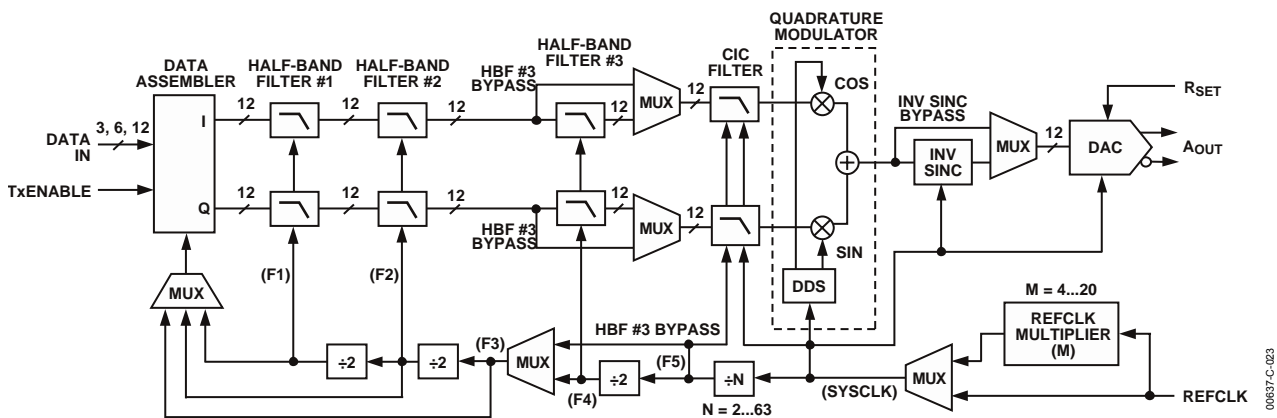 QUADRATURE
MODULATOR
DATA
ASSEMBLER
HALF-BAND
FILTER #1
HALF-BAND
FILTER #2
HALF-BAND
FILTER #3
CIC
FILTER
HBF #3
BYPASS
COS
INV SINC
BYPASS
RSET
I
12
12
12
12
MUX
12
12
3, 6, 12
DATA
IN
INV
SINC
MUX
DAC
AOUT
TxENABLE
Q
12
12
12
12
12
HBF #3
BYPASS
MUX
SIN
DDS
(F1)
(F2)
MUX
M = 4...20
REFCLK
MULTIPLIER
(M)
HBF #3 BYPASS
(F3)
MUX
÷2
÷2
(F5)
(F4)
÷2
÷N
(SYSCLK)
MUX
REFCLK
N = 2...63
00637-C-023